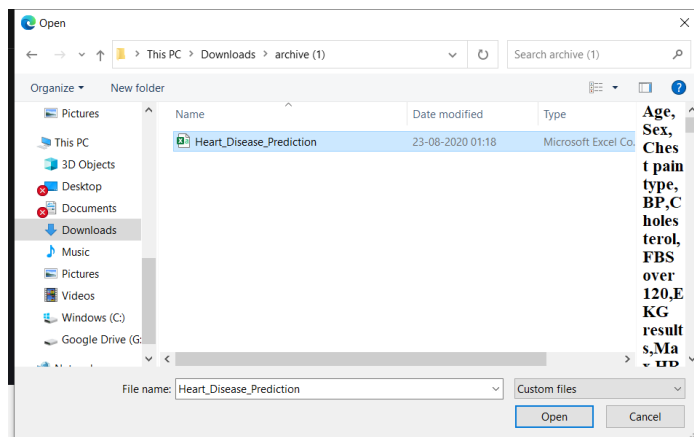 Open
This PC > Downloads > archive (1)
Search archive (1)
Organize
New folder
Name
Date modified
Type
Pictures
This PC
3D Objects
Desktop
Documents
Downloads
Music
Pictures
Videos
Windows (C:)
Google Drive (G:
Heart_Disease_Prediction
23-08-2020 01:18
Microsoft Excel Co
Age,
Sex,
Ches
t pain
type,
BP,C
holes
terol,
FBS
over
120,E
KG
result
s,Ma
x HR
File name:
Heart_Disease_Prediction
Custom files
Open
Cancel